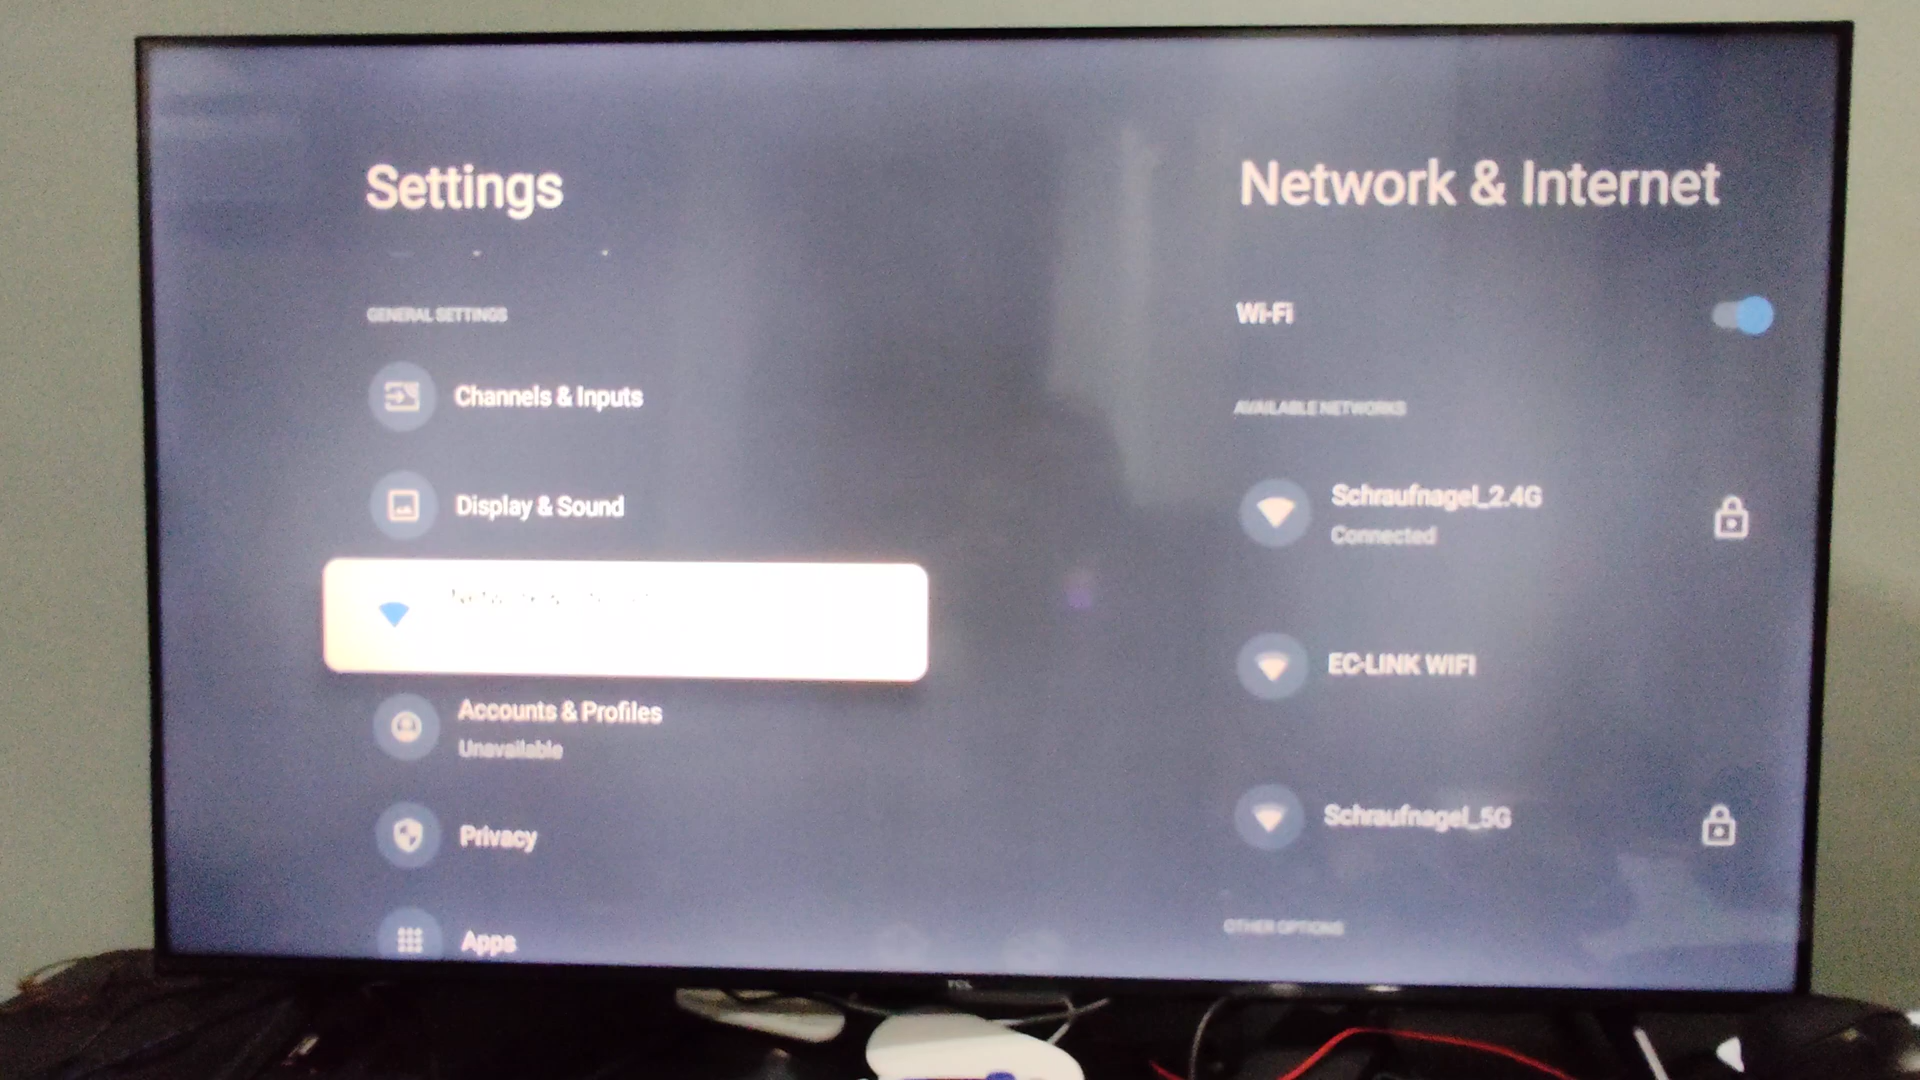 Settings
Network & Internet
GENERAL SETTINGS
Channels & Inputs
Display & Sound
Accounts & Profiles
Unavailable
Privacy
Apps
Wi-Fi
AVAILABLE NETWORKS
Schraufnagel_2.4G
Connected
EC-LINK WIFI
Schraufnagel_5G
OTHER OPTIONS
TCL